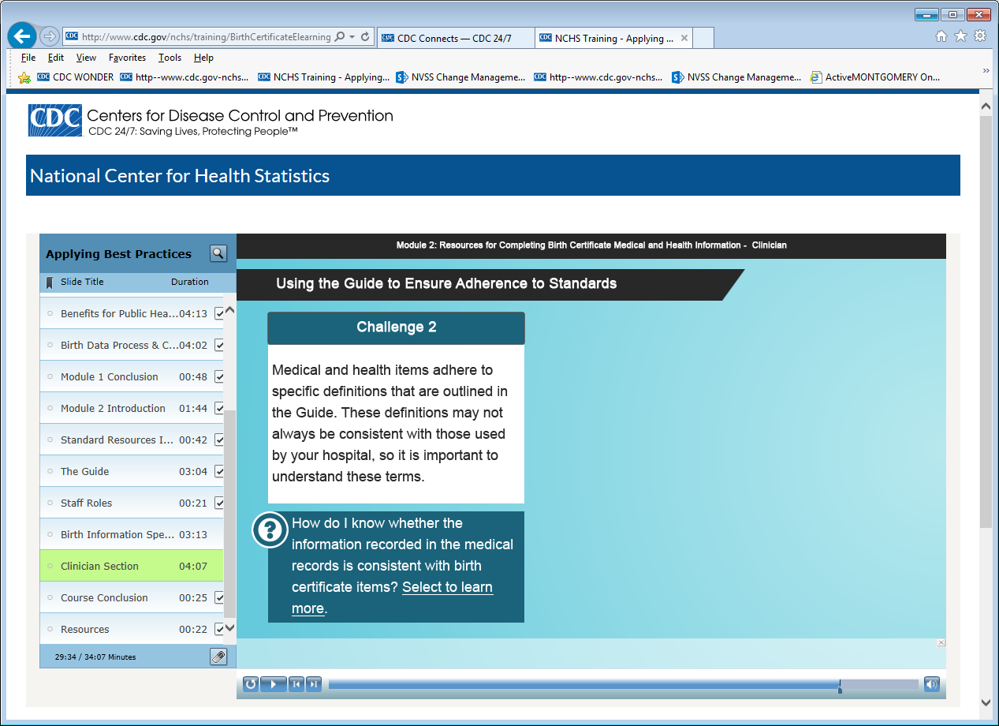 http://www.cdc.gov/nchs/training/BirthCertificateElearning
CDC Connects — CDC 24/7
NCHS Training - Applying ...
File Edit View Favorites Tools Help
CDC WONDER
http--www.cdc.gov-nchs...
NCHS Training - Applying...
NVSS Change Manageme...
http--www.cdc.gov-nchs...
NVSS Change Manageme...
ActiveMONTGOMERY On...
CDC Centers for Disease Control and Prevention
CDC 24/7: Saving Lives, Protecting People™
National Center for Health Statistics
Applying Best Practices
Slide Title Duration
Benefits for Public Hea... 04:13
Birth Data Process & C... 04:02
Module 1 Conclusion 00:48
Module 2 Introduction 01:44
Standard Resources I... 00:42
The Guide 03:04
Staff Roles 00:21
Birth Information Spe... 03:13
Clinician Section 04:07
Course Conclusion 00:25
Resources 00:22
29:34 / 34:07 Minutes
Module 2: Resources for Completing Birth Certificate Medical and Health Information - Clinician
Using the Guide to Ensure Adherence to Standards
Challenge 2
Medical and health items adhere to
specific definitions that are outlined in
the Guide. These definitions may not
always be consistent with those used
by your hospital, so it is important to
understand these terms.
?
How do I know whether the
information recorded in the medical
records is consistent with birth
certificate items? Select to learn
more.